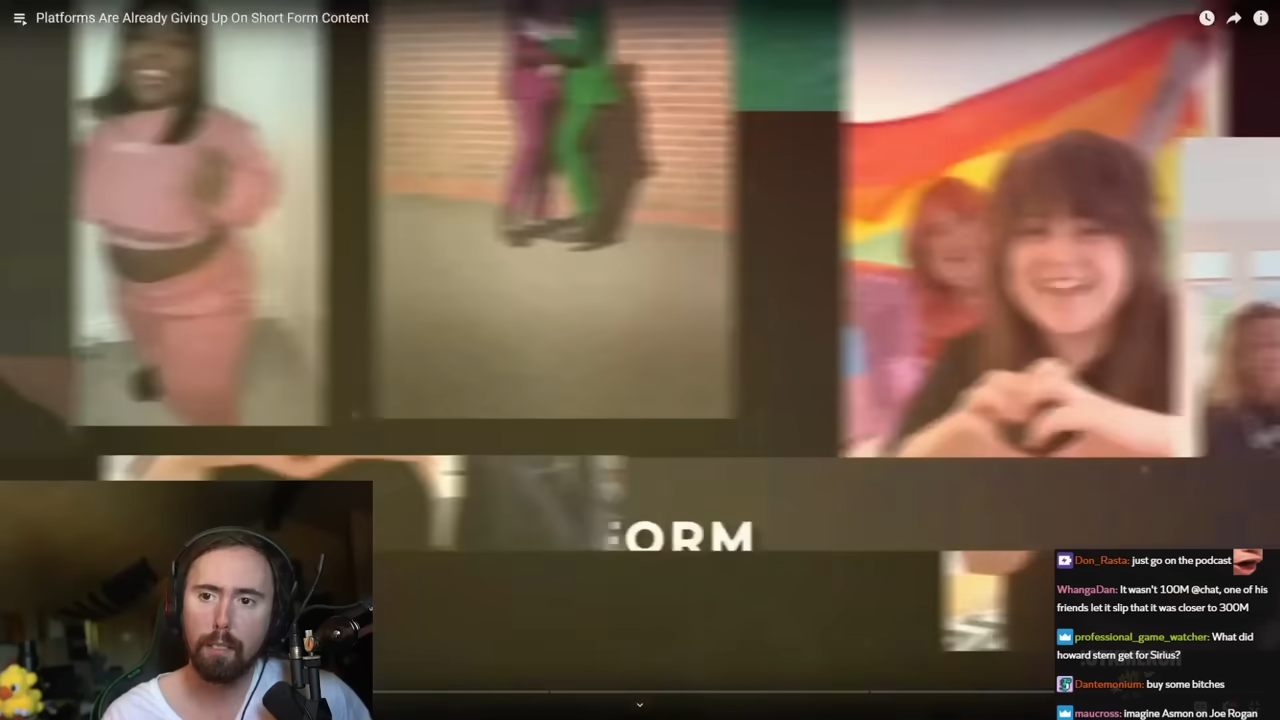 Platforms Are Already Giving Up On Short Form Content
FORM
Don_Rasta: just go on the podcast
WhangaDan: It wasn't 100M @chat, one of his
friends let it slip that it was closer to 300M
professional_game_watcher: What did
howard stern get for Sirius?
Dantemonium: buy some bitches
maucross: imagine Asmon on Joe Rogan